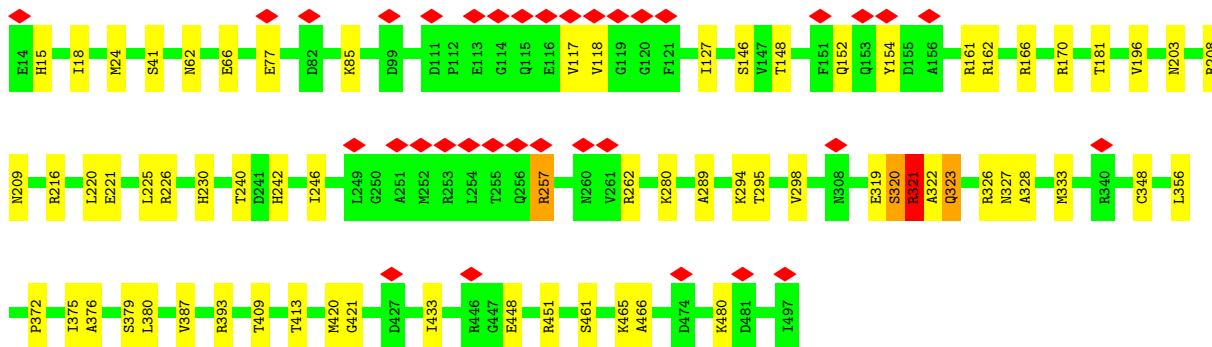 E14 H15 I18 M24 S41 N62 E66 E77 D82 K85 D99 D111 P112 E113 G114 Q115 E116 V117 V118 G119 G120 F121 I127 S146 V147 T148 F151 Q152 Q153 Y154 D155 A156 R161 R162 R166 R170 T181 V196 N203 R208
N209 R216 L220 E221 L225 R226 H230 T240 D241 H242 I246 L249 G250 A251 M252 R253 L254 T255 Q256 R257 N260 V261 R262 K280 A289 K294 T295 V298 N308 E319 S320 R321 A322 Q323 R326 N327 A328 M333 R340 C348 L356
P372 I375 A376 S379 L380 V387 R393 T409 T413 M420 G421 D427 I433 R446 G447 E448 R451 S461 K465 A466 D474 K480 D481 I497